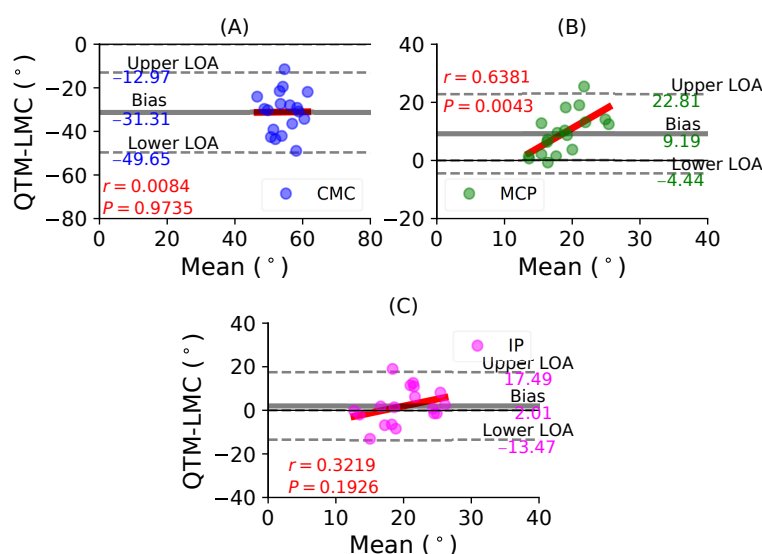 (A)
QTM-LMC (°)
0
−20
−40
−60
−80
0
20
40
60
80
Mean (°)
Upper LOA
−12.97
Bias
−31.31
Lower LOA
−49.65
r = 0.0084
P = 0.9735
CMC
(B)
40
20
0
−20
0
10
20
30
40
Mean (°)
r = 0.6381
P = 0.0043
Upper LOA
22.81
Bias
9.19
Lower LOA
−4.44
MCP
(C)
QTM-LMC (°)
40
20
0
−20
−40
0
10
20
30
40
Mean (°)
IP
Upper LOA
17.49
Bias
2.01
Lower LOA
−13.47
r = 0.3219
P = 0.1926